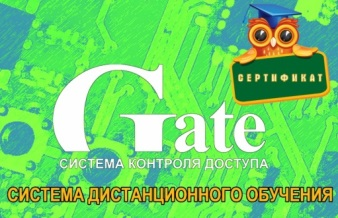 СЕРТИФИКАТ
Gate
СИСТЕМА КОНТРОЛЯ ДОСТУПА
СИСТЕМА ДИСТАНЦИОННОГО ОБУЧЕНИЯ